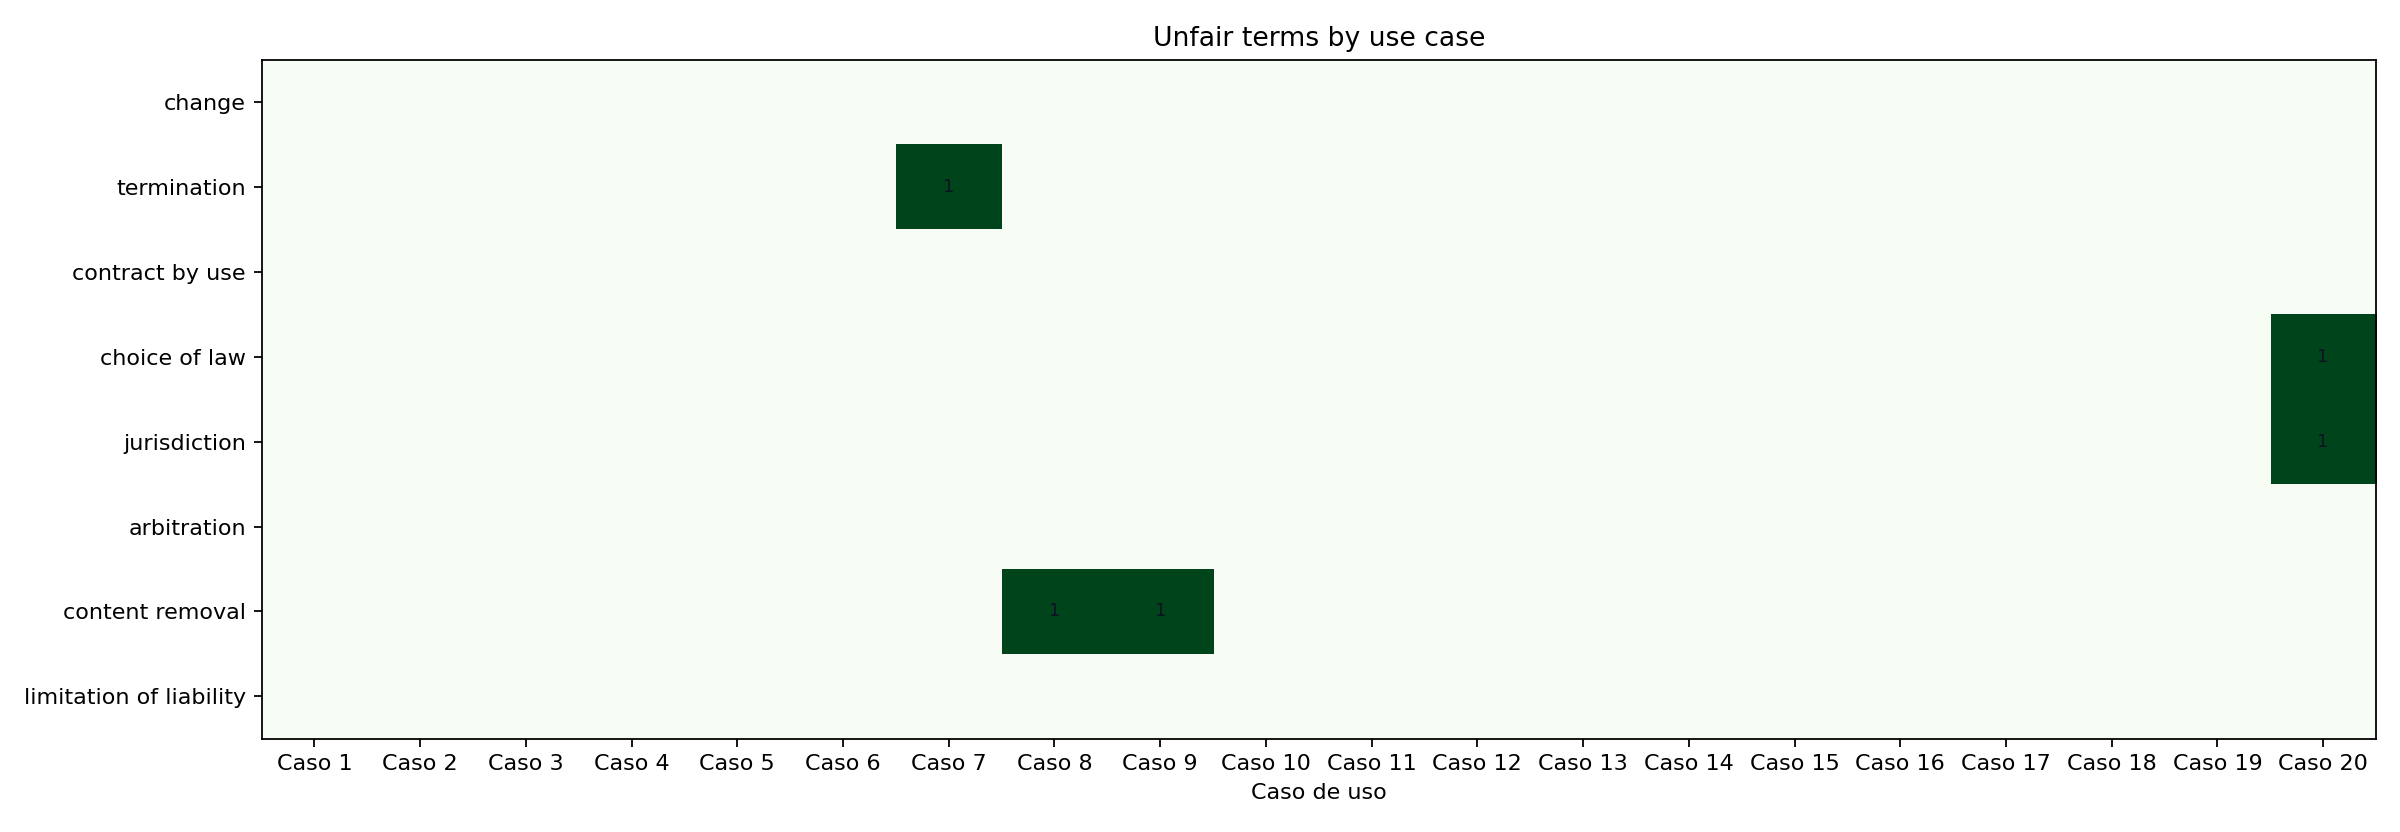 Unfair terms by use case
change
termination
1
contract by use
choice of law
1
jurisdiction
1
arbitration
content removal
1 1
limitation of liability
Caso 1 Caso 2 Caso 3 Caso 4 Caso 5 Caso 6 Caso 7 Caso 8 Caso 9 Caso 10 Caso 11 Caso 12 Caso 13 Caso 14 Caso 15 Caso 16 Caso 17 Caso 18 Caso 19 Caso 20
Caso de uso